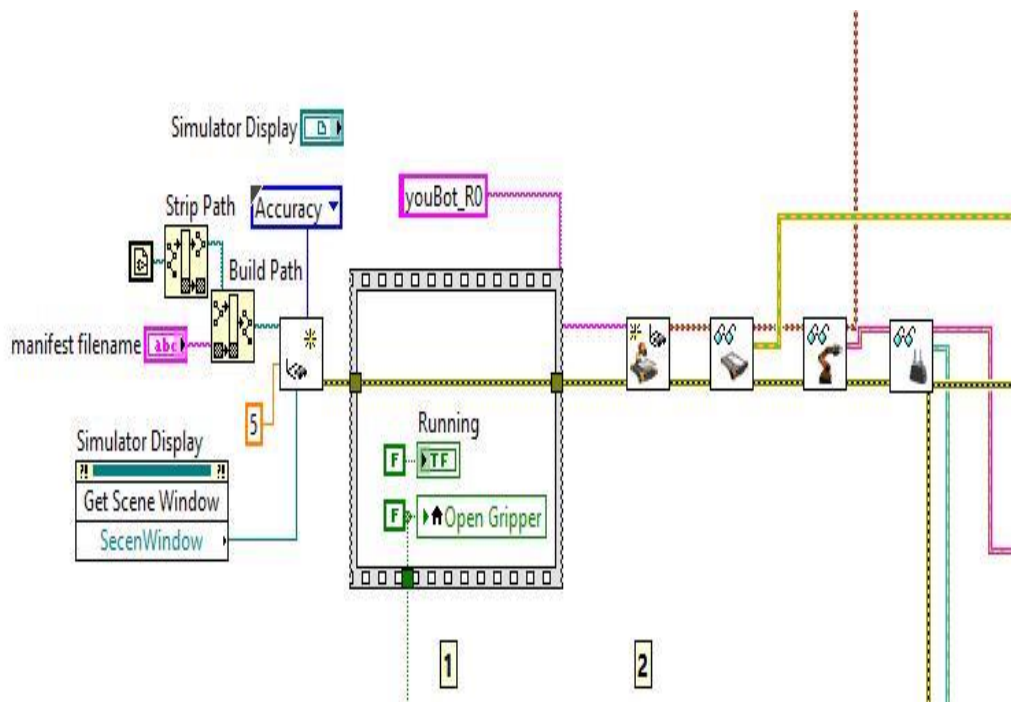 Simulator Display
Strip Path
Accuracy
youBot_R0
Build Path
manifest filename
abc
5
Simulator Display
?! ?!
Get Scene Window
SecenWindow
Running
F
TF
F
Open Gripper
1
2